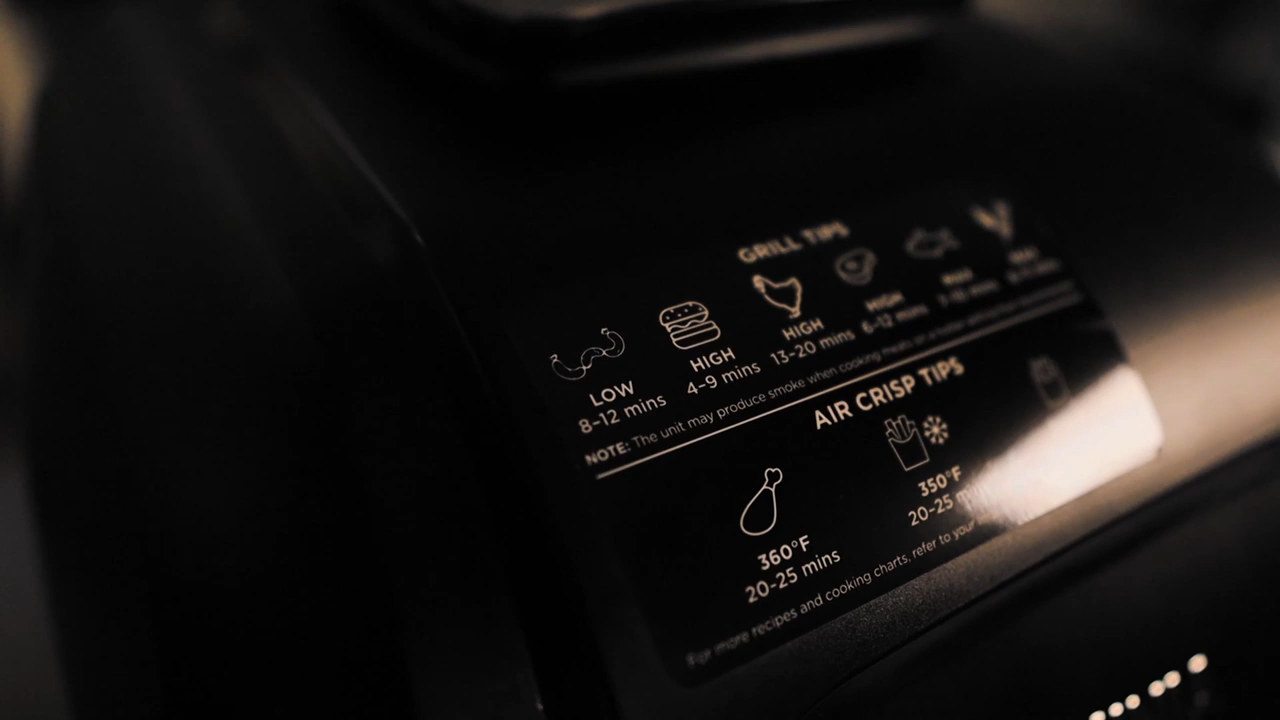 GRILL TIPS
LOW
8-12 mins
HIGH
4-9 mins
HIGH
13-20 mins
HIGH
6-12 mins
NOTE: The unit may produce smoke when cooking meats on a
AIR CRISP TIPS
360°F
20-25 mins
350°F
20-25
For more recipes and cooking charts, refer to your